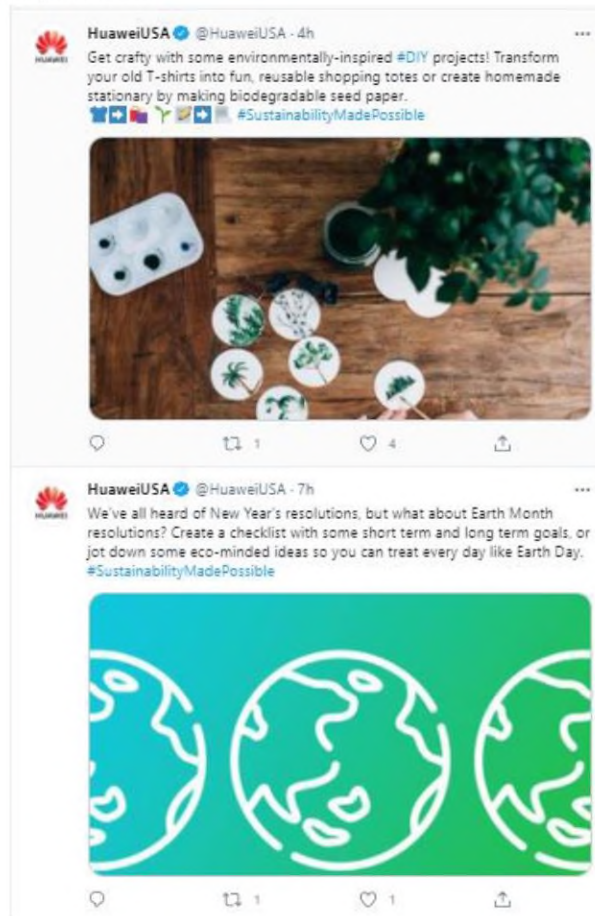 HuaweiUSA @HuaweiUSA · 4h
HUAWEI
Get crafty with some environmentally-inspired #DIY projects! Transform
your old T-shirts into fun, reusable shopping totes or create homemade
stationary by making biodegradable seed paper.
👕➡️🛍️ 🌱📝➡️📃 #SustainabilityMadePossible
1 4
HuaweiUSA @HuaweiUSA · 7h
HUAWEI
We've all heard of New Year's resolutions, but what about Earth Month
resolutions? Create a checklist with some short term and long term goals, or
jot down some eco-minded ideas so you can treat every day like Earth Day.
#SustainabilityMadePossible
1 1